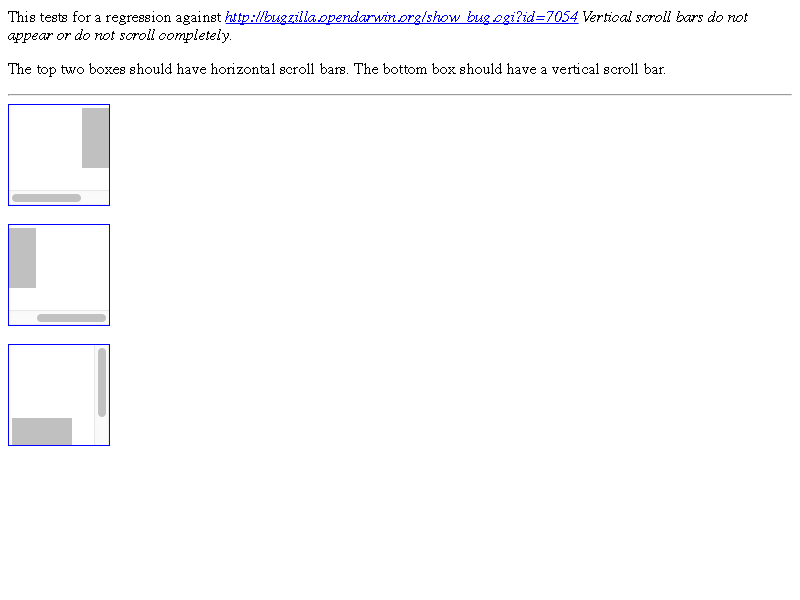 This tests for a regression against http://bugzilla.opendarwin.org/show_bug.cgi?id=7054 Vertical scroll bars do not
appear or do not scroll completely.
The top two boxes should have horizontal scroll bars. The bottom box should have a vertical scroll bar.